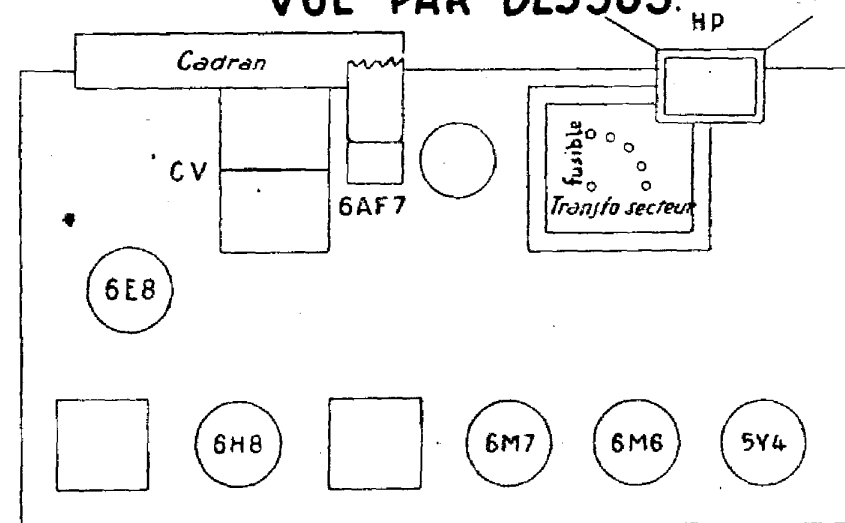 VUE PAR DESSUS.
HP
Cadran
fusible
CV
6AF7
Transfo secteur
6E8
6H8
6M7
6M6
5Y4